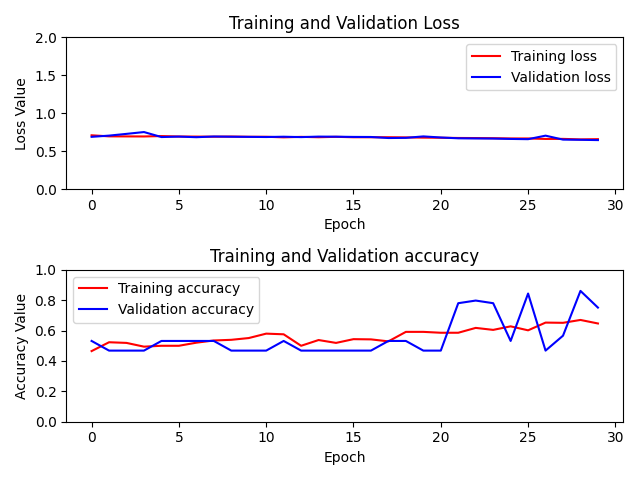 Training and Validation Loss
2.0
1.5
1.0
0.5
0.0
Loss Value
Training loss
Validation loss
0 5 10 15 20 25 30
Epoch
Training and Validation accuracy
1.0
0.8
0.6
0.4
0.2
0.0
Accuracy Value
Training accuracy
Validation accuracy
0 5 10 15 20 25 30
Epoch